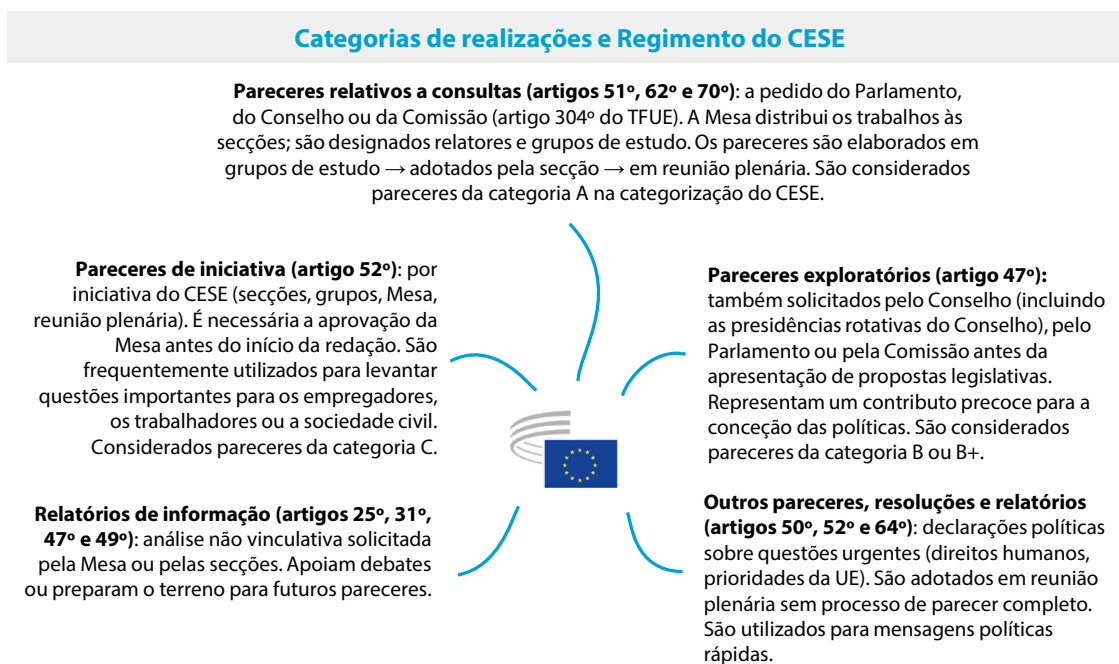 Categorias de realizações e Regimento do CESE
Pareceres relativos a consultas (artigos 51º, 62º e 70º): a pedido do Parlamento,
do Conselho ou da Comissão (artigo 304º do TFUE). A Mesa distribui os trabalhos às
secções; são designados relatores e grupos de estudo. Os pareceres são elaborados em
grupos de estudo → adotados pela secção → em reunião plenária. São considerados
pareceres da categoria A na categorização do CESE.
Pareceres de iniciativa (artigo 52º): por
iniciativa do CESE (secções, grupos, Mesa,
reunião plenária). É necessária a aprovação da
Mesa antes do início da redação. São
frequentemente utilizados para levantar
questões importantes para os empregadores,
os trabalhadores ou a sociedade civil.
Considerados pareceres da categoria C.
Pareceres exploratórios (artigo 47º):
também solicitados pelo Conselho (incluindo
as presidências rotativas do Conselho), pelo
Parlamento ou pela Comissão antes da
apresentação de propostas legislativas.
Representam um contributo precoce para a
conceção das políticas. São considerados
pareceres da categoria B ou B+.
Relatórios de informação (artigos 25º, 31º,
47º e 49º): análise não vinculativa solicitada
pela Mesa ou pelas secções. Apoiam debates
ou preparam o terreno para futuros pareceres.
Outros pareceres, resoluções e relatórios
(artigos 50º, 52º e 64º): declarações políticas
sobre questões urgentes (direitos humanos,
prioridades da UE). São adotados em reunião
plenária sem processo de parecer completo.
São utilizados para mensagens políticas
rápidas.